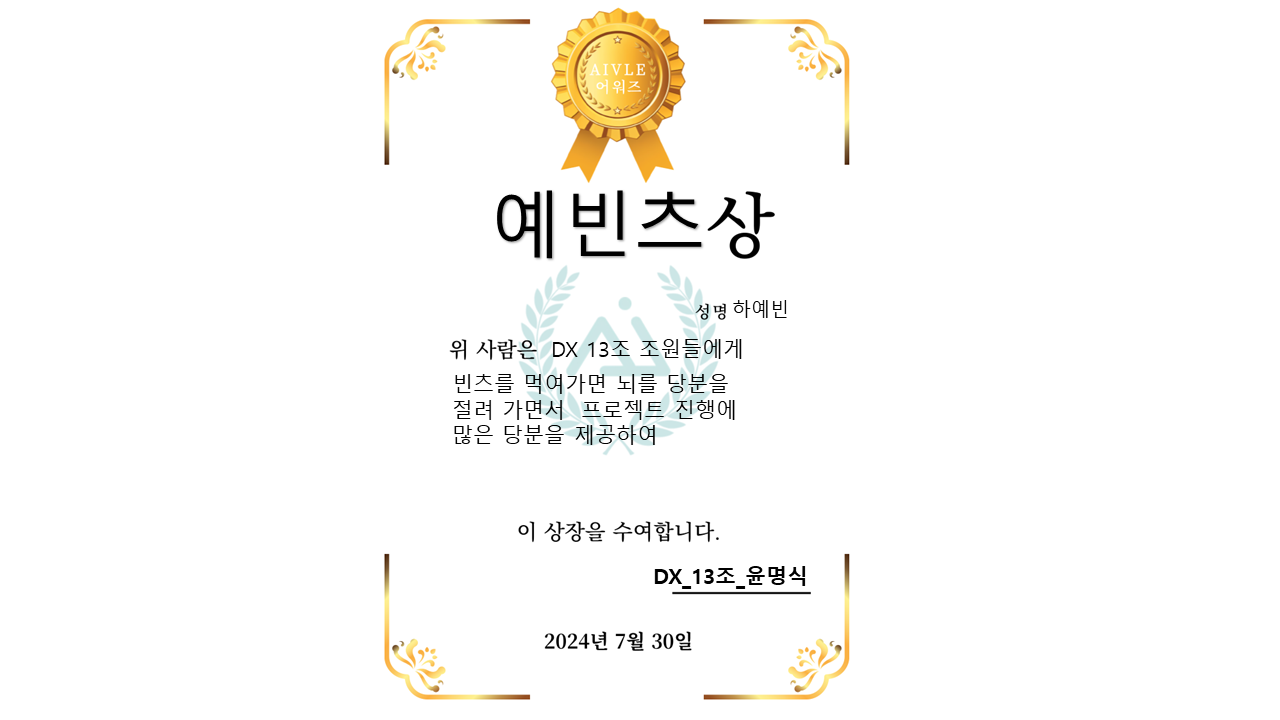 AIVLE
어워즈
예빈츠상
성명 하예빈
위 사람은 DX 13조 조원들에게
빈츠를 먹여가면 뇌를 당분을
절려 가면서 프로젝트 진행에
많은 당분을 제공하여
이 상장을 수여합니다.
DX_13조_윤명식
2024년 7월 30일